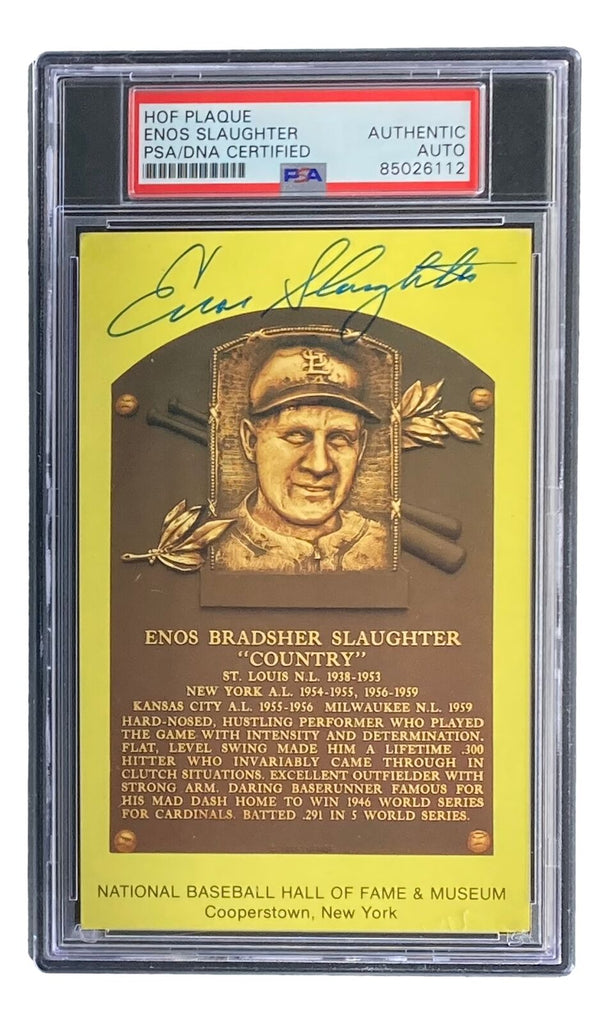 HOF PLAQUE
ENOS SLAUGHTER AUTHENTIC
PSA/DNA CERTIFIED AUTO
PSA 85026112
Enos Slaughter
STL
ENOS BRADSHER SLAUGHTER
"COUNTRY"
ST. LOUIS N.L. 1938-1953
NEW YORK A.L. 1954-1955, 1956-1959
KANSAS CITY A.L. 1955-1956 MILWAUKEE N.L. 1959
HARD-NOSED, HUSTLING PERFORMER WHO PLAYED
THE GAME WITH INTENSITY AND DETERMINATION.
FLAT, LEVEL SWING MADE HIM A LIFETIME .300
HITTER WHO INVARIABLY CAME THROUGH IN
CLUTCH SITUATIONS. EXCELLENT OUTFIELDER WITH
STRONG ARM. DARING BASERUNNER FAMOUS FOR
HIS MAD DASH HOME TO WIN 1946 WORLD SERIES
FOR CARDINALS. BATTED .291 IN 5 WORLD SERIES.
NATIONAL BASEBALL HALL OF FAME & MUSEUM
Cooperstown, New York